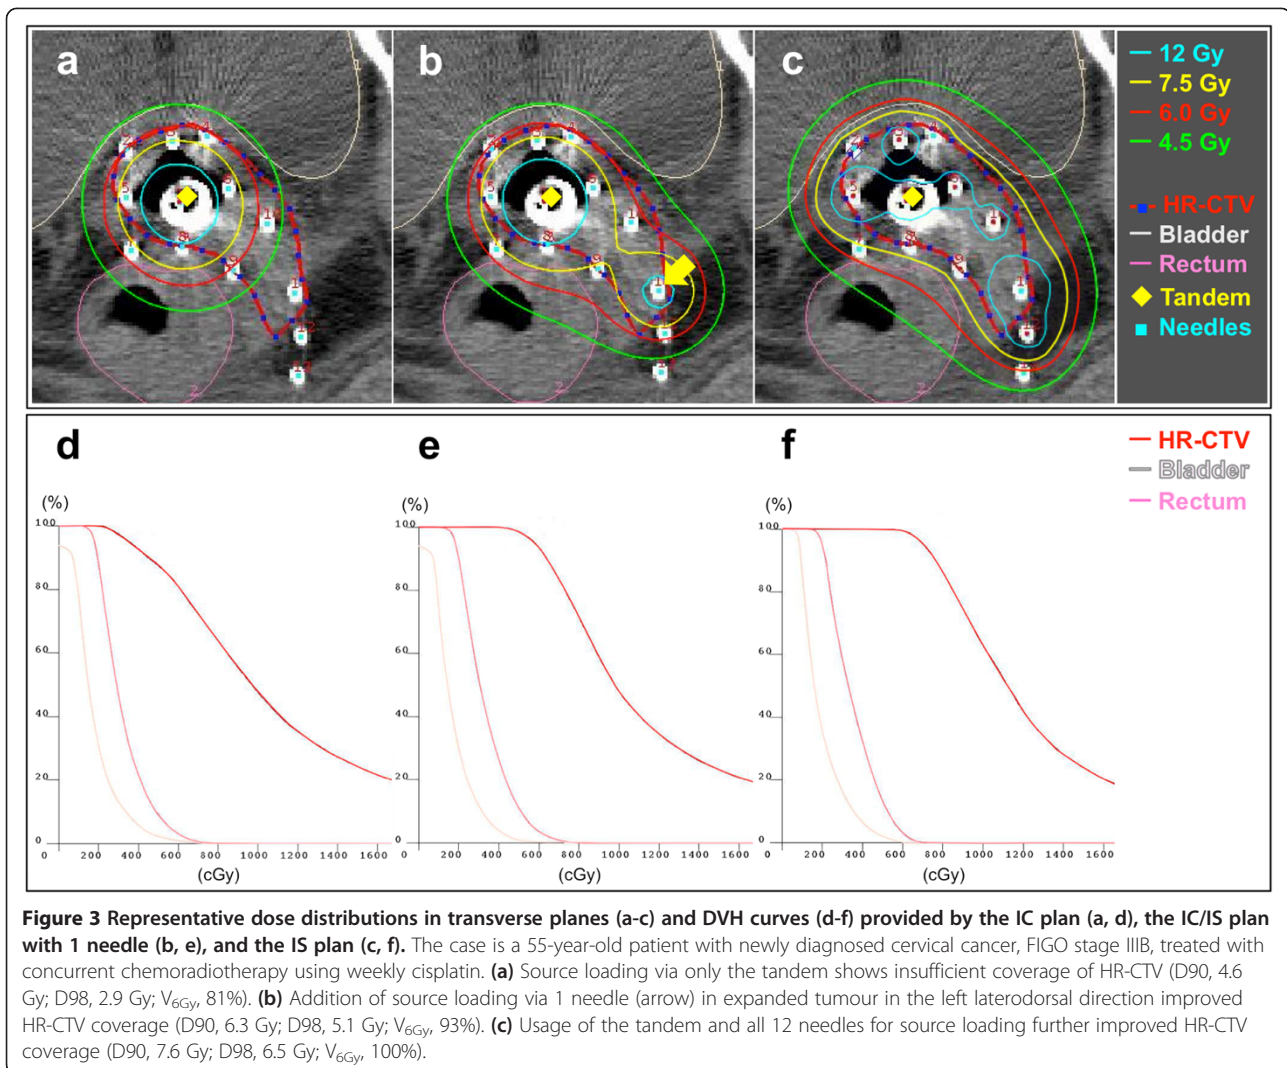 a
b
c
12 Gy
7.5 Gy
6.0 Gy
4.5 Gy
HR-CTV
Bladder
Rectum
Tandem
Needles
d
e
f
HR-CTV
Bladder
Rectum
(%)
(%)
(%)
100
80
60
40
20
0
200 400 600 800 1000 1200 1400 1600
(cGy)
100
80
60
40
20
0
0 200 400 600 800 1000 1200 1400 1600
(cGy)
100
80
60
40
20
0
0 200 400 600 800 1000 1200 1400 1600
(cGy)
Figure 3 Representative dose distributions in transverse planes (a-c) and DVH curves (d-f) provided by the IC plan (a, d), the IC/IS plan
with 1 needle (b, e), and the IS plan (c, f). The case is a 55-year-old patient with newly diagnosed cervical cancer, FIGO stage IIIB, treated with
concurrent chemoradiotherapy using weekly cisplatin. (a) Source loading via only the tandem shows insufficient coverage of HR-CTV (D90, 4.6
Gy; D98, 2.9 Gy; V6Gy, 81%). (b) Addition of source loading via 1 needle (arrow) in expanded tumour in the left laterodorsal direction improved
HR-CTV coverage (D90, 6.3 Gy; D98, 5.1 Gy; V6Gy, 93%). (c) Usage of the tandem and all 12 needles for source loading further improved HR-CTV
coverage (D90, 7.6 Gy; D98, 6.5 Gy; V6Gy, 100%).